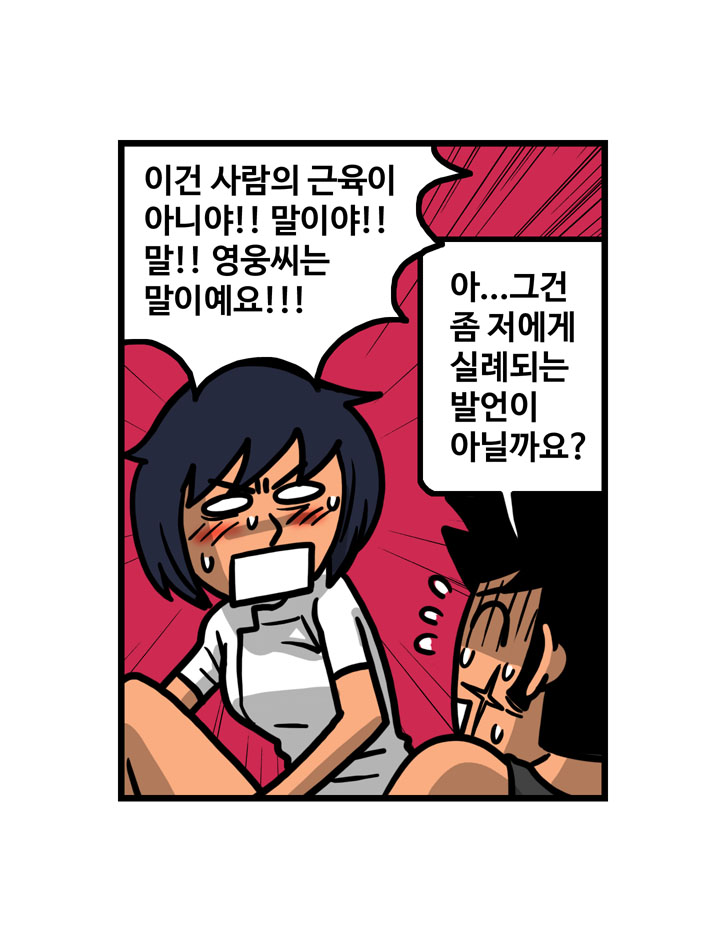 이건 사람의 근육이
아니야!! 말이야!!
말!! 영웅씨는
말이예요!!!
아...그건
좀 저에게
실례되는
발언이
아닐까요?